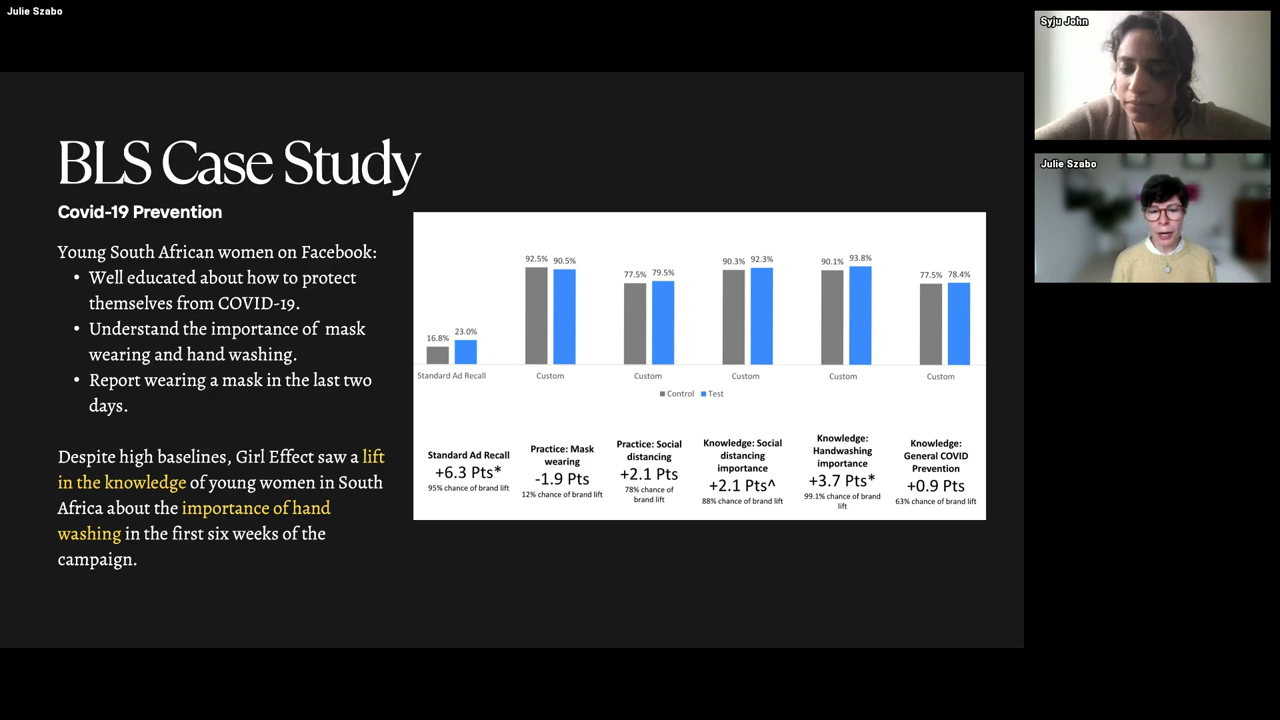 Julie Szabo
Syju John
Julie Szabo
BLS Case Study
Covid-19 Prevention
Young South African women on Facebook:
• Well educated about how to protect
themselves from COVID-19.
• Understand the importance of mask
wearing and hand washing.
• Report wearing a mask in the last two
days.
Despite high baselines, Girl Effect saw a lift
in the knowledge of young women in South
Africa about the importance of hand
washing in the first six weeks of the
campaign.
16.8% 23.0%
92.5% 90.5%
77.5% 79.5%
90.3% 92.3%
90.1% 93.8%
77.5% 78.4%
Standard Ad Recall Custom Custom Custom Custom Custom
Control Test
Standard Ad Recall
+6.3 Pts*
95% chance of brand lift
Practice: Mask
wearing
-1.9 Pts
12% chance of brand lift
Practice: Social
distancing
+2.1 Pts
78% chance of
brand lift
Knowledge: Social
distancing
importance
+2.1 Pts^
88% chance of brand lift
Knowledge:
Handwashing
importance
+3.7 Pts*
99.1% chance of brand
lift
Knowledge:
General COVID
Prevention
+0.9 Pts
63% chance of brand lift